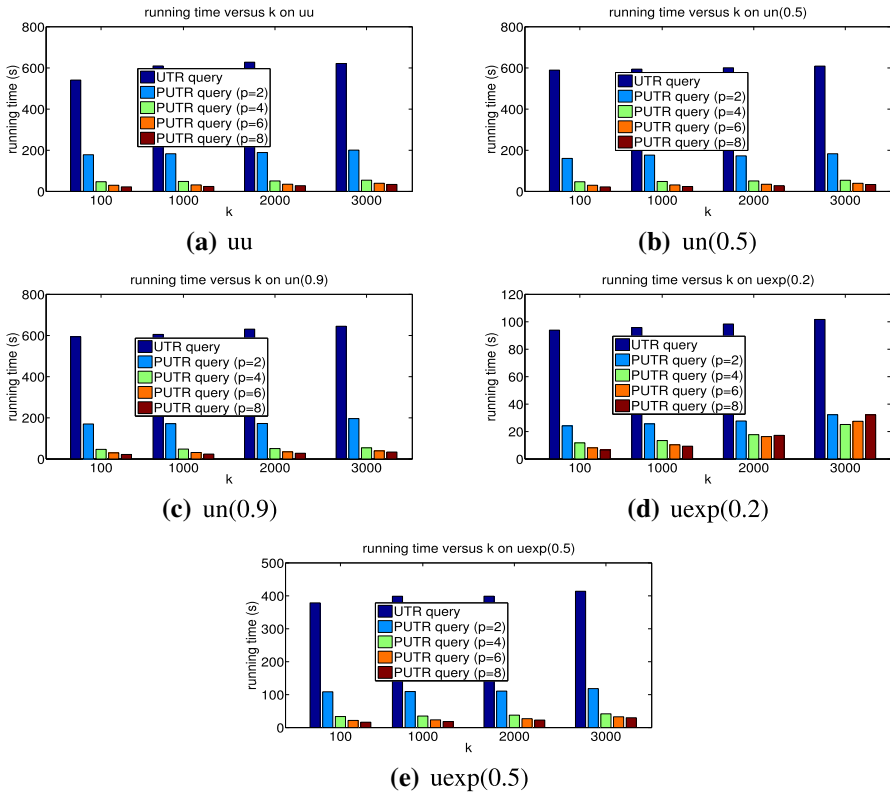 running time versus k on uu
running time (s)
800
600
400
200
0
UTR query
PUTR query (p=2)
PUTR query (p=4)
PUTR query (p=6)
PUTR query (p=8)
100 1000 2000 3000
k
(a) uu
running time versus k on un(0.5)
running time (s)
800
600
400
200
0
UTR query
PUTR query (p=2)
PUTR query (p=4)
PUTR query (p=6)
PUTR query (p=8)
100 1000 2000 3000
k
(b) un(0.5)
running time versus k on un(0.9)
running time (s)
800
600
400
200
0
UTR query
PUTR query (p=2)
PUTR query (p=4)
PUTR query (p=6)
PUTR query (p=8)
100 1000 2000 3000
k
(c) un(0.9)
running time versus k on uexp(0.2)
running time (s)
120
100
80
60
40
20
0
UTR query
PUTR query (p=2)
PUTR query (p=4)
PUTR query (p=6)
PUTR query (p=8)
100 1000 2000 3000
k
(d) uexp(0.2)
running time versus k on uexp(0.5)
running time (s)
500
400
300
200
100
0
UTR query
PUTR query (p=2)
PUTR query (p=4)
PUTR query (p=6)
PUTR query (p=8)
100 1000 2000 3000
k
(e) uexp(0.5)